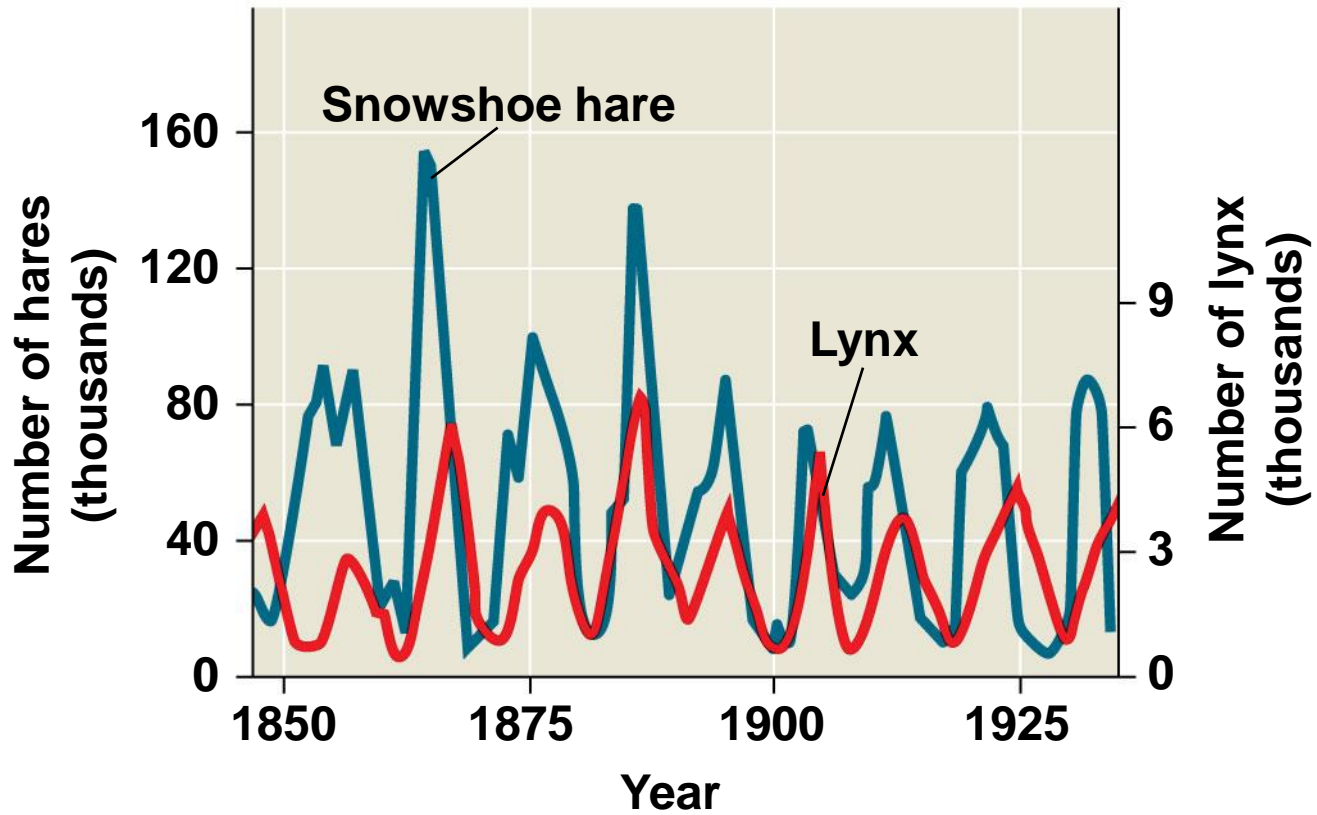 Snowshoe hare
Lynx
Number of hares
(thousands)
160
120
80
40
0
Number of lynx
(thousands)
9
6
3
0
1850
1875
1900
1925
Year